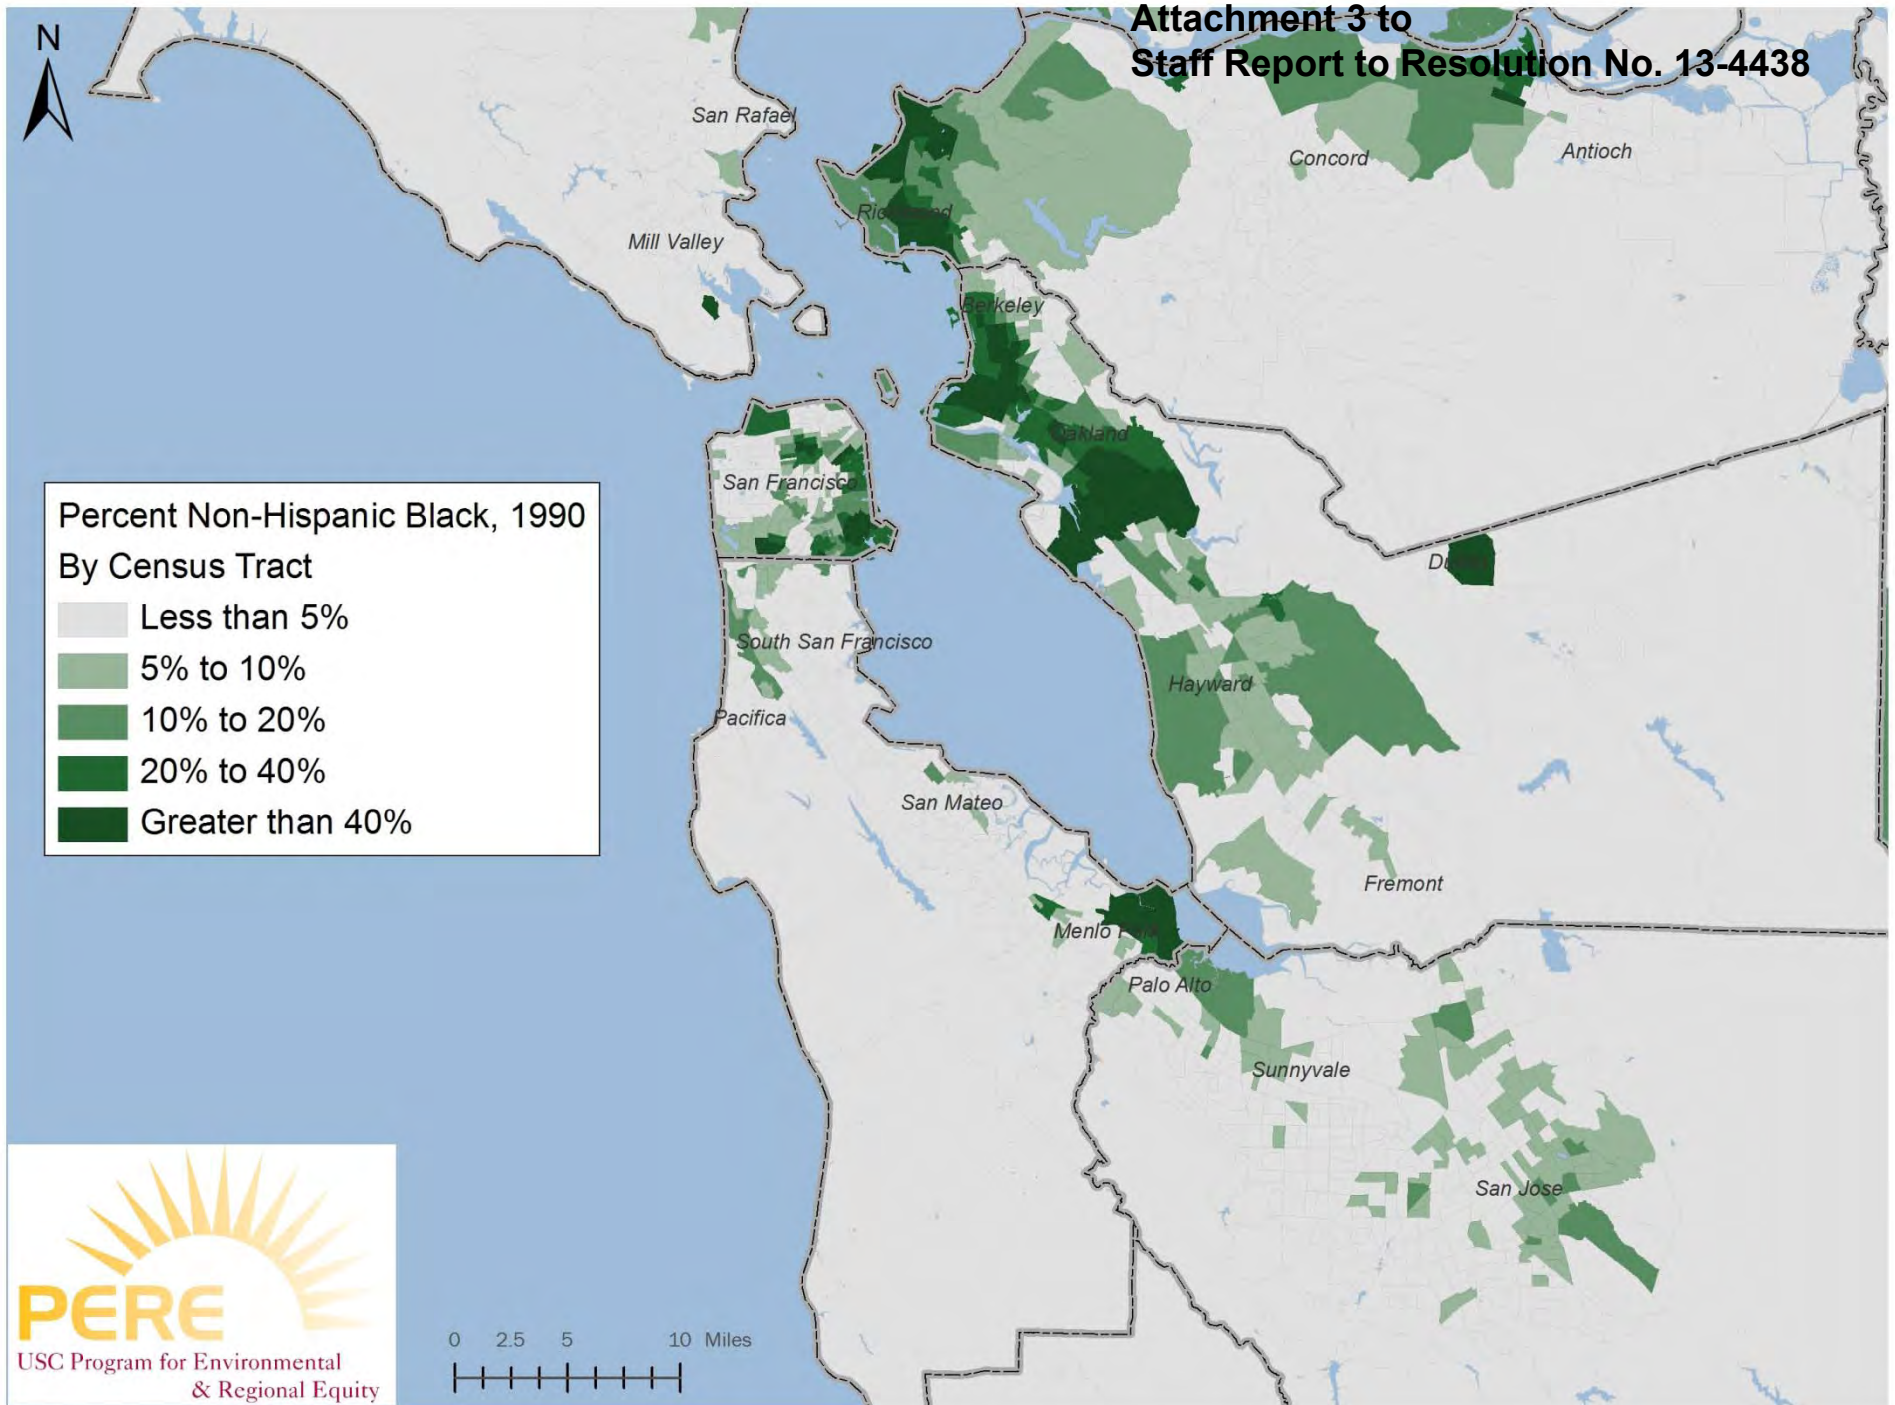 Attachment 3 to
Staff Report to Resolution No. 13-4438
N
San Rafael
Concord
Antioch
Richmond
Mill Valley
Berkeley
Oakland
San Francisco
Percent Non-Hispanic Black, 1990
By Census Tract
Less than 5%
5% to 10%
10% to 20%
20% to 40%
Greater than 40%
Dublin
South San Francisco
Hayward
Pacifica
San Mateo
Fremont
Menlo Park
Palo Alto
Sunnyvale
San Jose
PERE
USC Program for Environmental
& Regional Equity
0 2.5 5 10 Miles